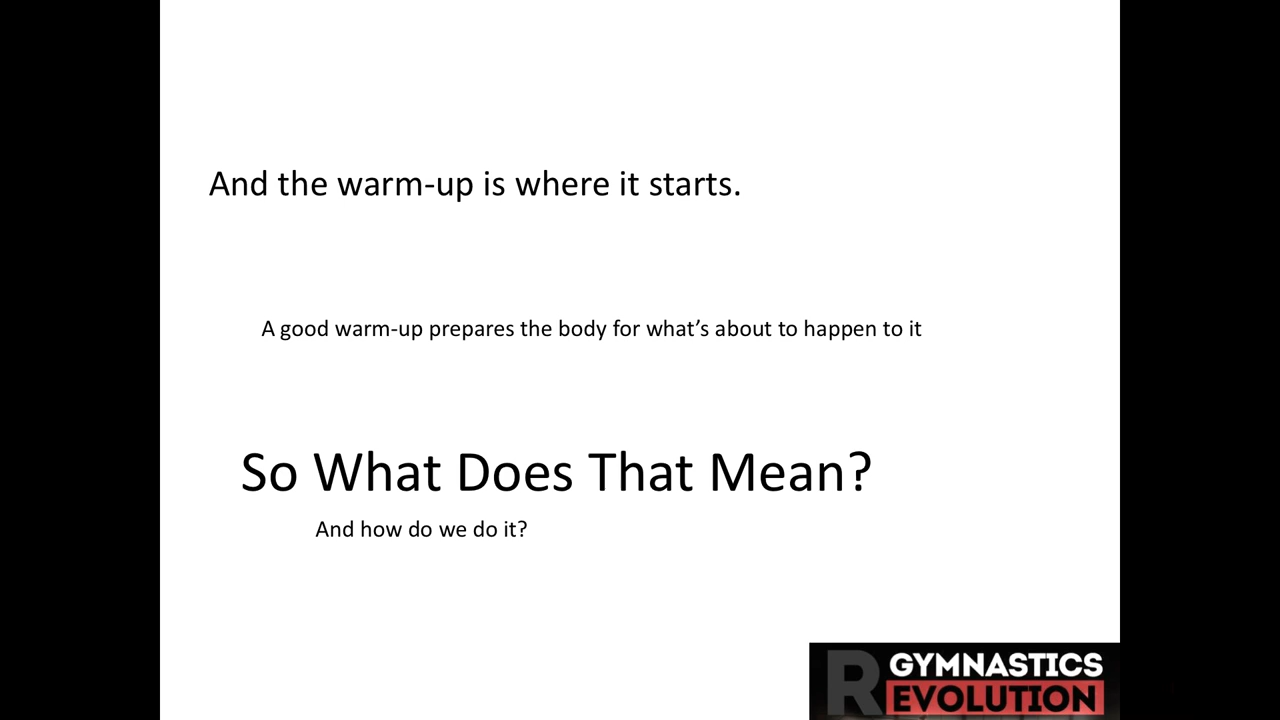 And the warm-up is where it starts.
A good warm-up prepares the body for what’s about to happen to it
So What Does That Mean?
And how do we do it?
GYMNASTICS
REVOLUTION